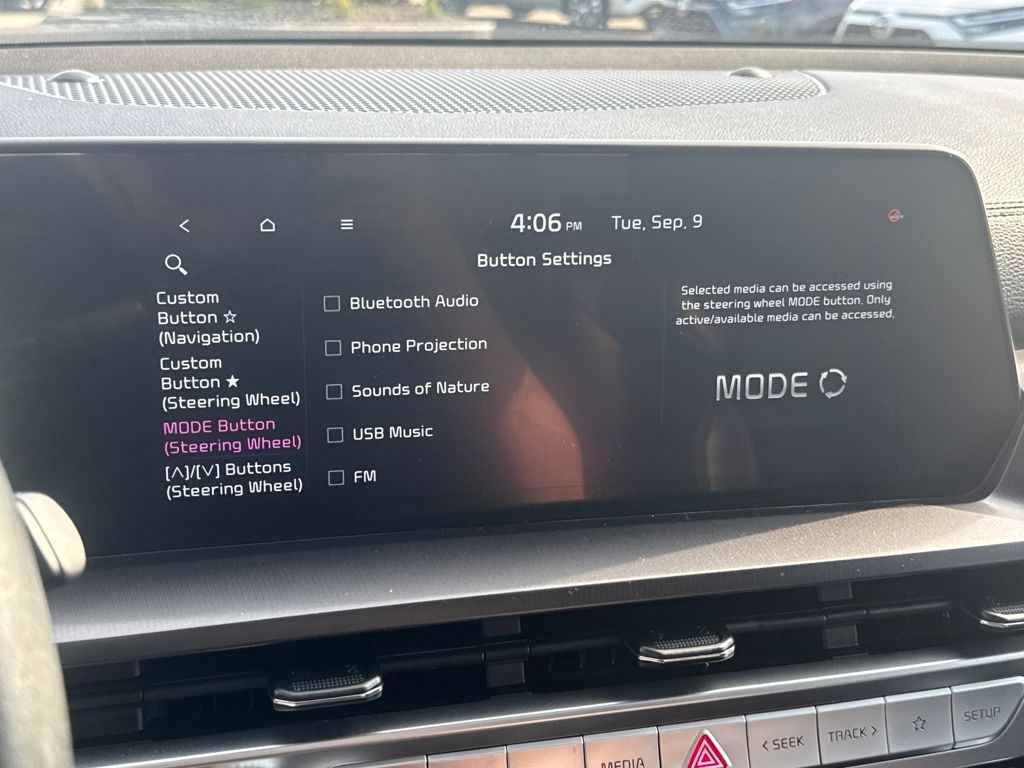 4:06 PM Tue, Sep. 9
Button Settings
Custom
Button ☆
(Navigation)
Custom
Button ★
(Steering Wheel)
MODE Button
(Steering Wheel)
[∧]/[∨] Buttons
(Steering Wheel)
Bluetooth Audio
Phone Projection
Sounds of Nature
USB Music
FM
Selected media can be accessed using
the steering wheel MODE button. Only
active/available media can be accessed.
MODE
MEDIA
< SEEK
TRACK >
☆
SETUP